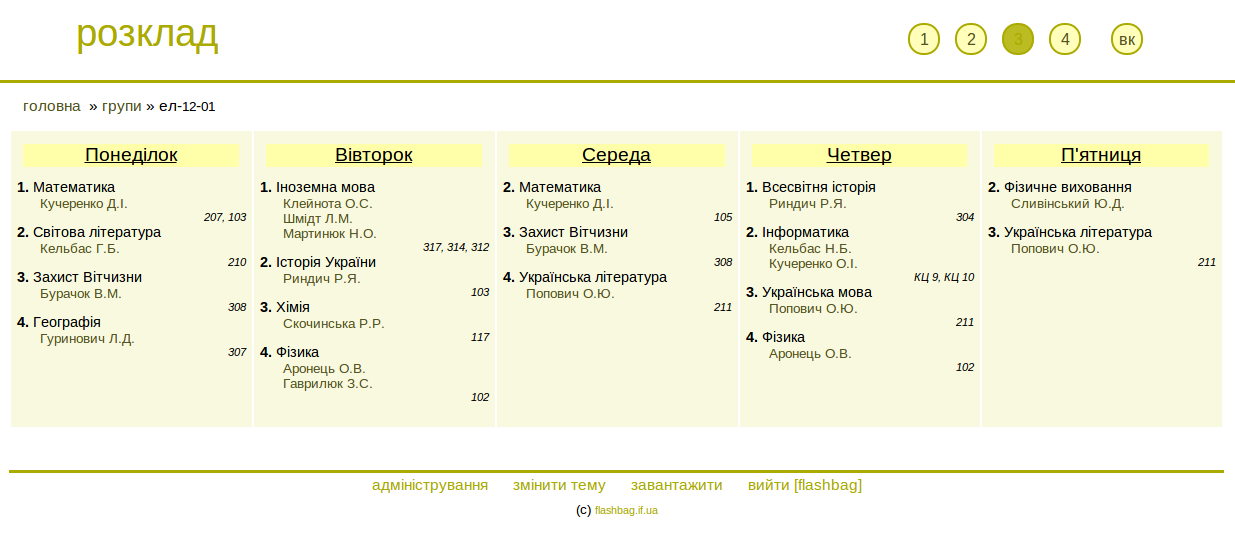 розклад
1 2 3 4 вк
головна » групи » ел-12-01
Понеділок
1. Математика
Кучеренко Д.І.
207, 103
2. Світова література
Кельбас Г.Б.
210
3. Захист Вітчизни
Бурачок В.М.
308
4. Географія
Гуринович Л.Д.
307
Вівторок
1. Іноземна мова
Клейнота О.С.
Шмідт Л.М.
Мартинюк Н.О.
317, 314, 312
2. Історія України
Риндич Р.Я.
103
3. Хімія
Скочинська Р.Р.
117
4. Фізика
Аронець О.В.
Гаврилюк З.С.
102
Середа
2. Математика
Кучеренко Д.І.
105
3. Захист Вітчизни
Бурачок В.М.
308
4. Українська література
Попович О.Ю.
211
Четвер
1. Всесвітня історія
Риндич Р.Я.
304
2. Інформатика
Кельбас Н.Б.
Кучеренко О.І.
КЦ 9, КЦ 10
3. Українська мова
Попович О.Ю.
211
4. Фізика
Аронець О.В.
102
П'ятниця
2. Фізичне виховання
Сливінський Ю.Д.
3. Українська література
Попович О.Ю.
211
адміністрування змінити тему завантажити вийти [flashbag]
(c) flashbag.if.ua